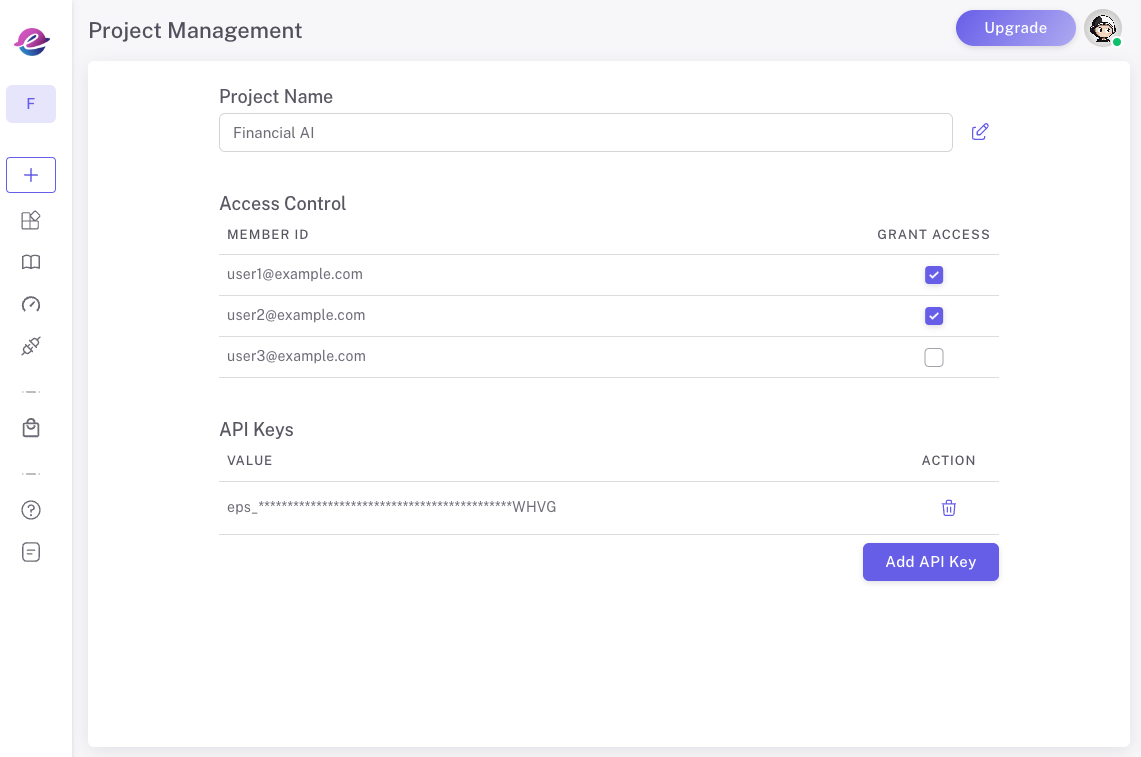 Project Management
Upgrade
F
Project Name
Financial AI
Access Control
MEMBER ID GRANT ACCESS
user1@example.com
user2@example.com
user3@example.com
API Keys
VALUE ACTION
eps_********************************************WHVG
Add API Key